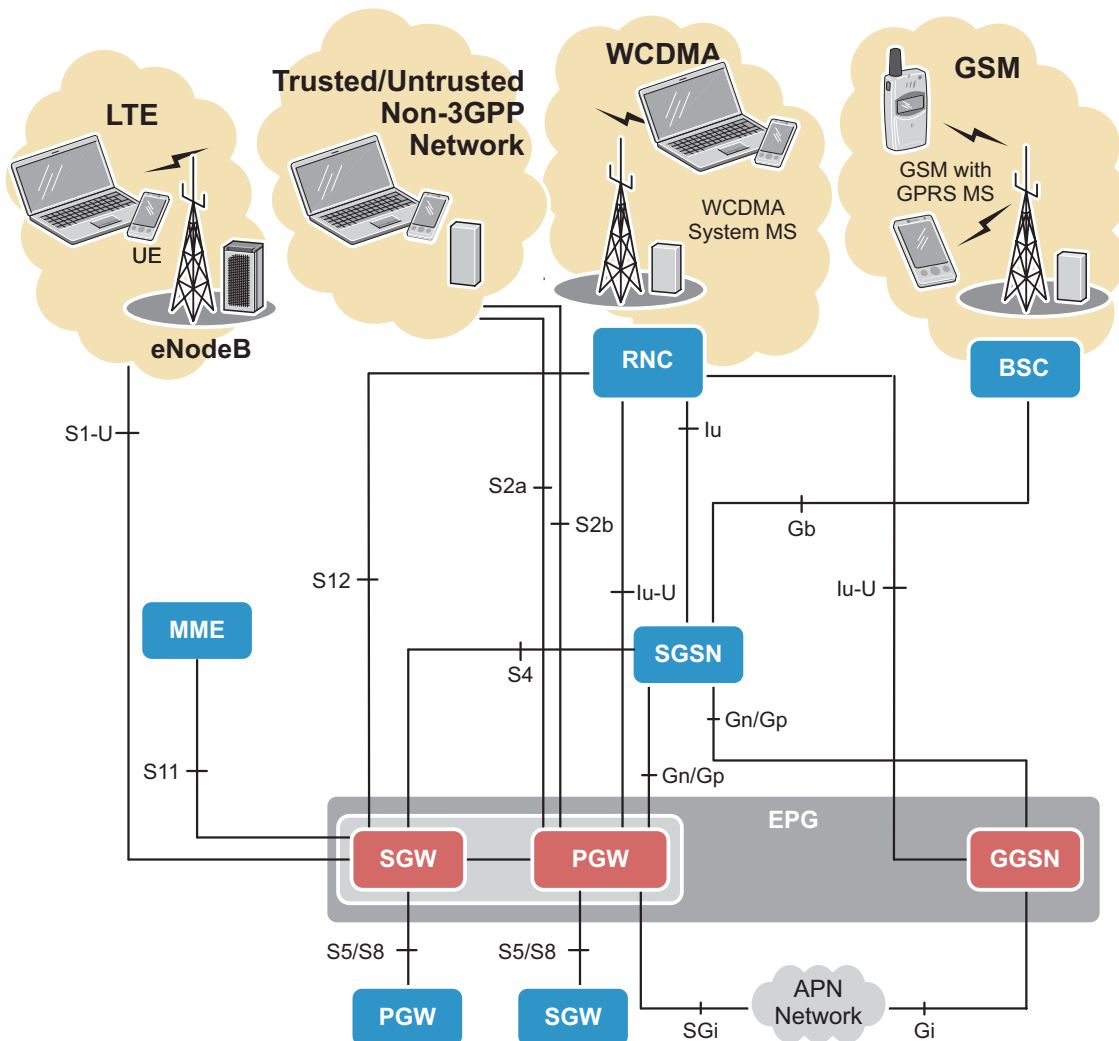 WCDMA
GSM
Trusted/Untrusted
Non-3GPP
Network
LTE
GSM with
GPRS MS
WCDMA
System MS
UE
eNodeB
RNC
BSC
S1-U
Iu
S2a
S2b
Gb
S12
Iu-U
Iu-U
MME
SGSN
S4
Gn/Gp
S11
Gn/Gp
EPG
SGW
PGW
GGSN
S5/S8
S5/S8
APN
Network
PGW
SGW
SGi
Gi